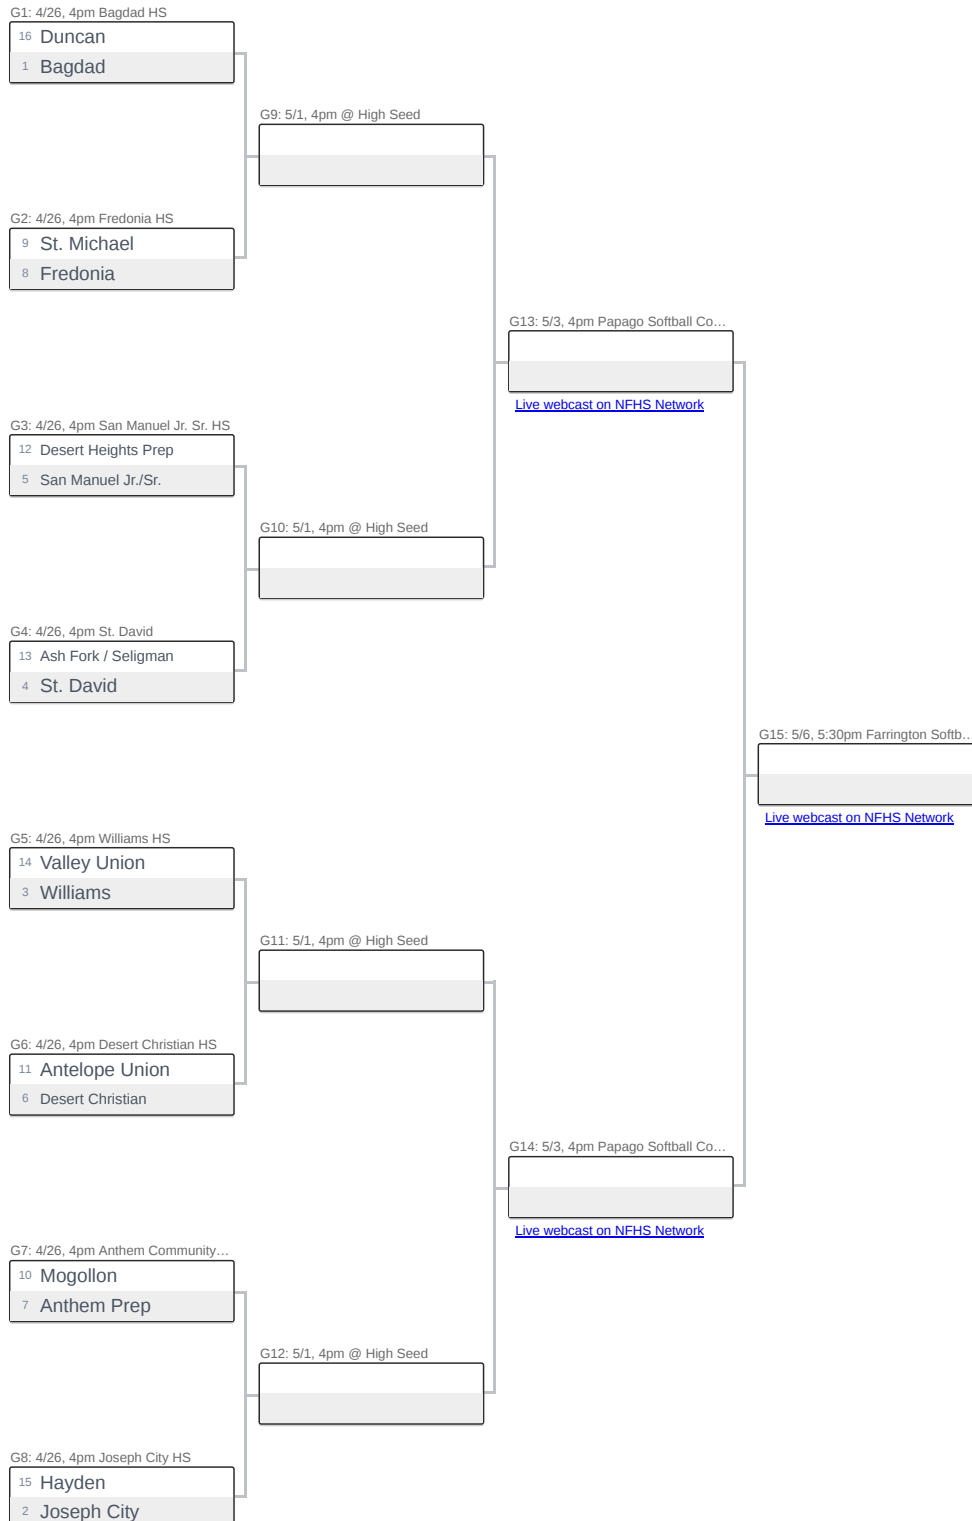 G1: 4/26, 4pm Bagdad HS
16 Duncan
1 Bagdad
G9: 5/1, 4pm @ High Seed
G2: 4/26, 4pm Fredonia HS
9 St. Michael
8 Fredonia
G13: 5/3, 4pm Papago Softball Co…
Live webcast on NFHS Network
G3: 4/26, 4pm San Manuel Jr. Sr. HS
12 Desert Heights Prep
5 San Manuel Jr./Sr.
G10: 5/1, 4pm @ High Seed
G4: 4/26, 4pm St. David
13 Ash Fork / Seligman
4 St. David
G15: 5/6, 5:30pm Farrington Softb…
Live webcast on NFHS Network
G5: 4/26, 4pm Williams HS
14 Valley Union
3 Williams
G11: 5/1, 4pm @ High Seed
G6: 4/26, 4pm Desert Christian HS
11 Antelope Union
6 Desert Christian
G14: 5/3, 4pm Papago Softball Co…
Live webcast on NFHS Network
G7: 4/26, 4pm Anthem Community…
10 Mogollon
7 Anthem Prep
G12: 5/1, 4pm @ High Seed
G8: 4/26, 4pm Joseph City HS
15 Hayden
2 Joseph City